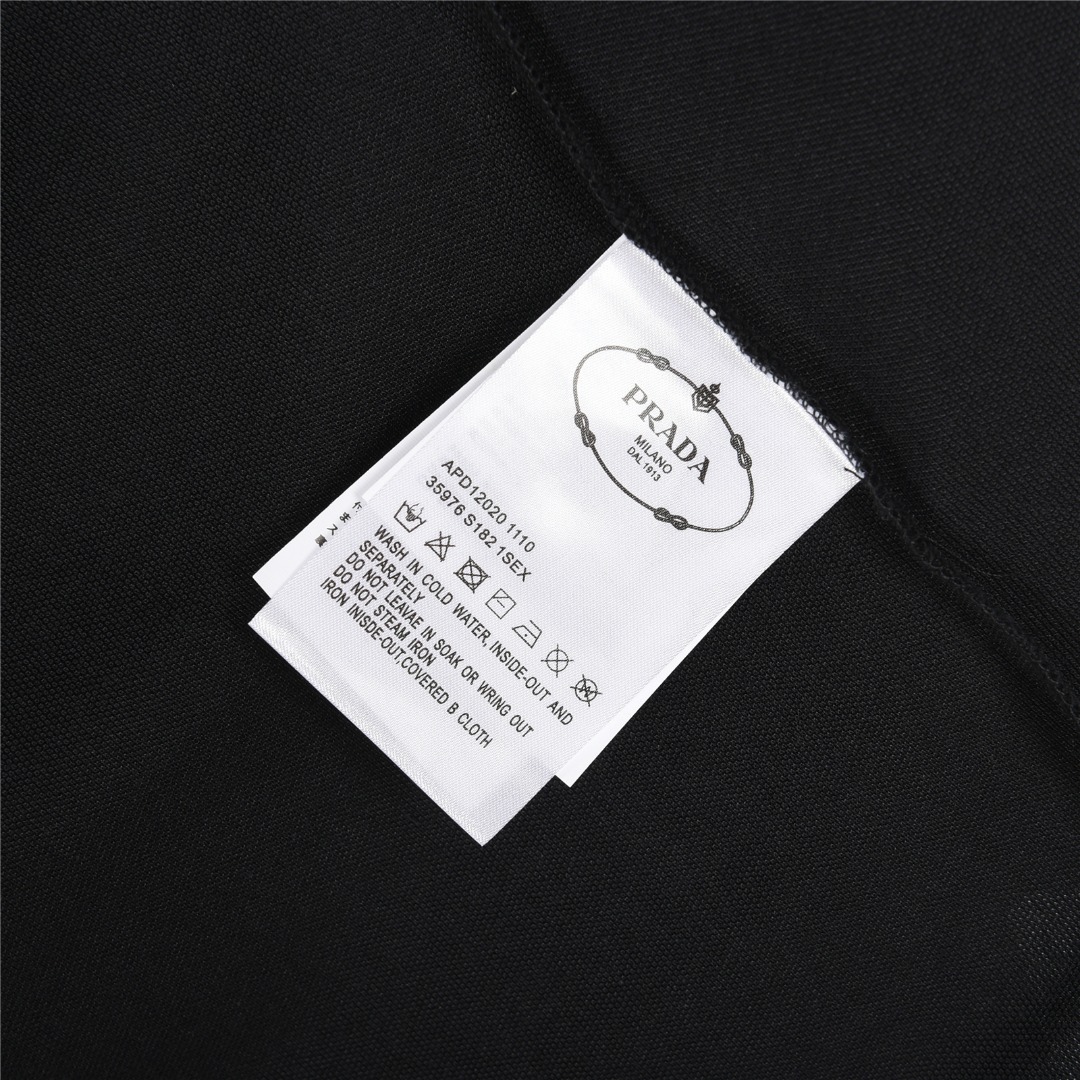 PRADA
MILANO
DAL 1913
APD12020 1110
35976 S182 1SEX
WASH IN COLD WATER, INSIDE-OUT AND
SEPARATELY
DO NOT LEAVAE IN SOAK OR WRING OUT
DO NOT STEAM IRON
IRON INISDE-OUT,COVERED B CLOTH